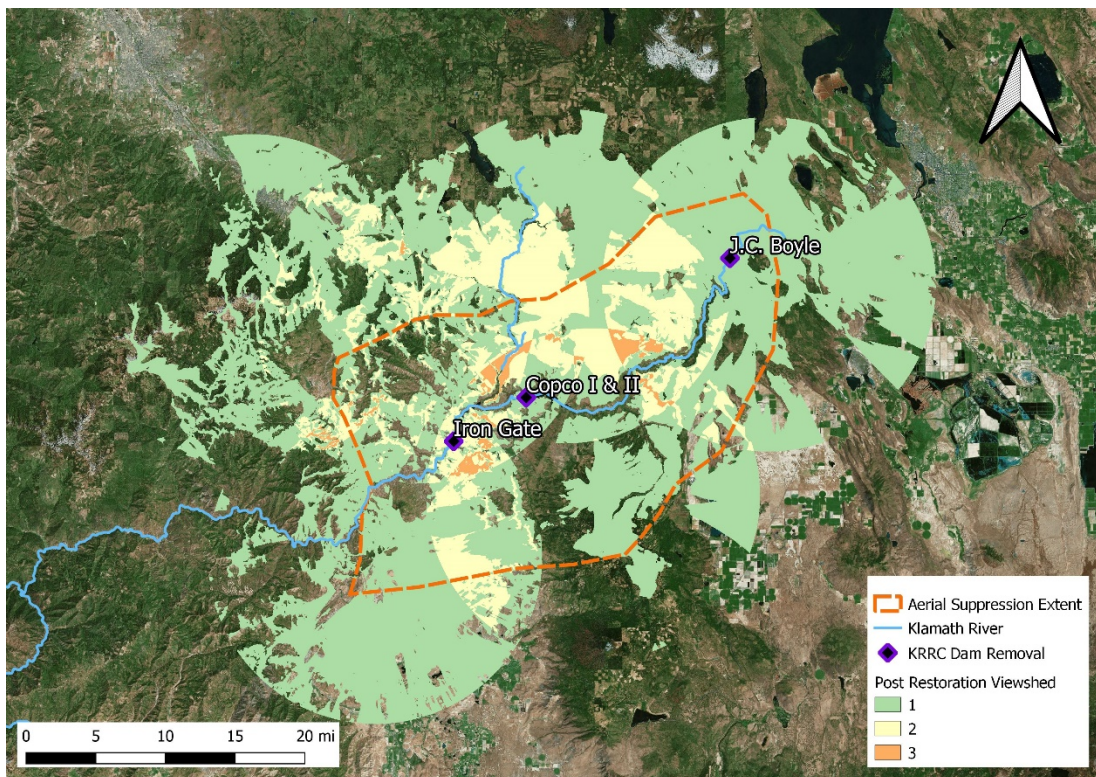 J.C. Boyle
Copco I & II
Iron Gate
Aerial Suppression Extent
Klamath River
KRRC Dam Removal
Post Restoration Viewshed
1
2
3
0 5 10 15 20 mi